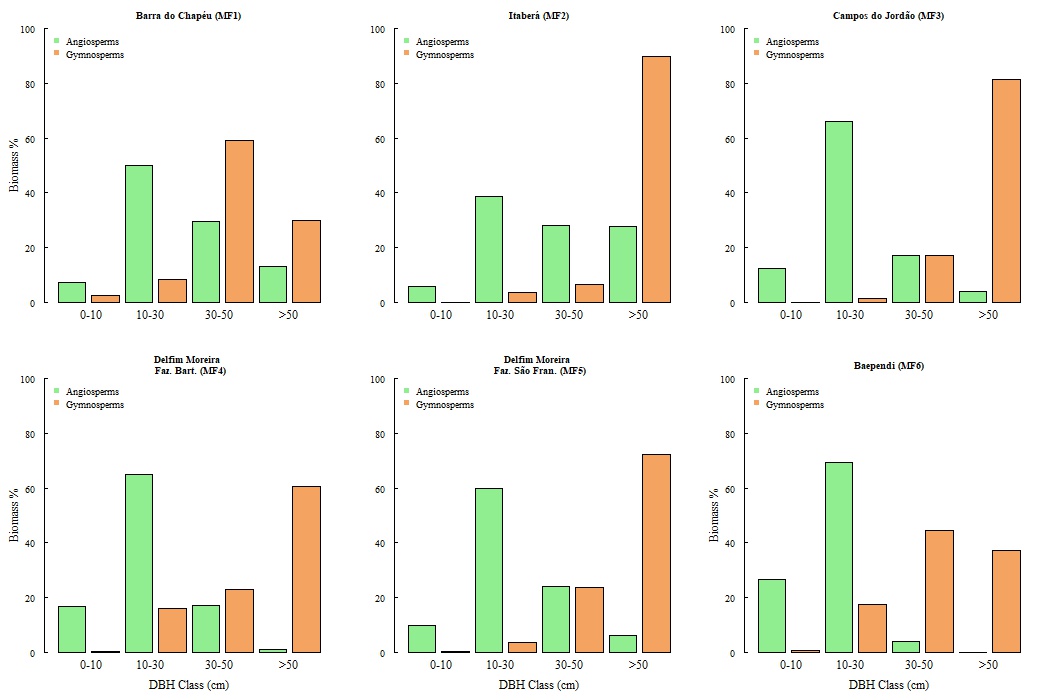 Barra do Chapéu (MF1)
100
80
60
40
20
0
Biomass %
Angiosperms
Gymnosperms
0-10 10-30 30-50 >50
Itaberá (MF2)
100
80
60
40
20
0
Angiosperms
Gymnosperms
0-10 10-30 30-50 >50
Campos do Jordão (MF3)
100
80
60
40
20
0
Angiosperms
Gymnosperms
0-10 10-30 30-50 >50
Delfim Moreira
Faz. Bart. (MF4)
100
80
60
40
20
0
Biomass %
Angiosperms
Gymnosperms
0-10 10-30 30-50 >50
DBH Class (cm)
Delfim Moreira
Faz. São Fran. (MF5)
100
80
60
40
20
0
Angiosperms
Gymnosperms
0-10 10-30 30-50 >50
DBH Class (cm)
Baependi (MF6)
100
80
60
40
20
0
Biomass %
Angiosperms
Gymnosperms
0-10 10-30 30-50 >50
DBH Class (cm)